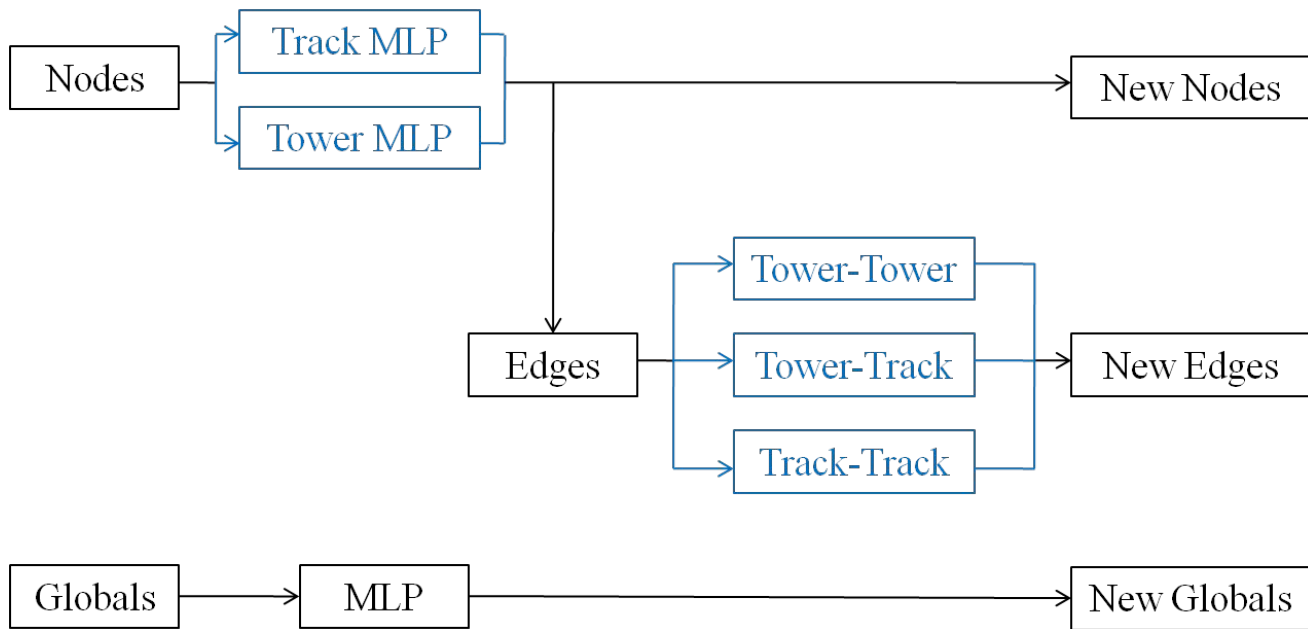 Track MLP
Nodes
New Nodes
Tower MLP
Tower-Tower
Edges
Tower-Track
New Edges
Track-Track
Globals
MLP
New Globals